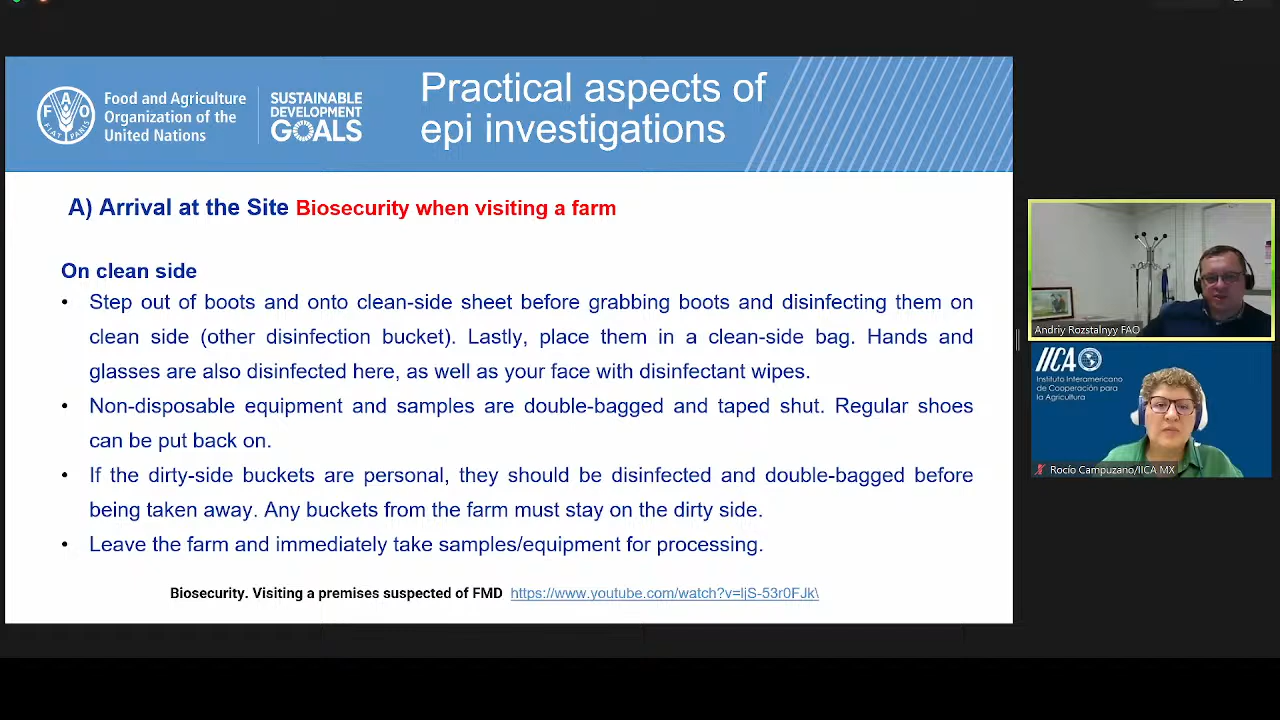 Food and Agriculture
Organization of the
United Nations
FAO
FIAT PANIS
SUSTAINABLE
DEVELOPMENT
GOALS
Practical aspects of
epi investigations
A) Arrival at the Site Biosecurity when visiting a farm
On clean side
• Step out of boots and onto clean-side sheet before grabbing boots and disinfecting them on
clean side (other disinfection bucket). Lastly, place them in a clean-side bag. Hands and
glasses are also disinfected here, as well as your face with disinfectant wipes.
• Non-disposable equipment and samples are double-bagged and taped shut. Regular shoes
can be put back on.
• If the dirty-side buckets are personal, they should be disinfected and double-bagged before
being taken away. Any buckets from the farm must stay on the dirty side.
• Leave the farm and immediately take samples/equipment for processing.
Biosecurity. Visiting a premises suspected of FMD https://www.youtube.com/watch?v=ljS-53r0FJk\
Andriy Rozstalnyy FAO
IICA
Instituto Interamericano
de Cooperación para
la Agricultura
Rocío Campuzano/IICA MX